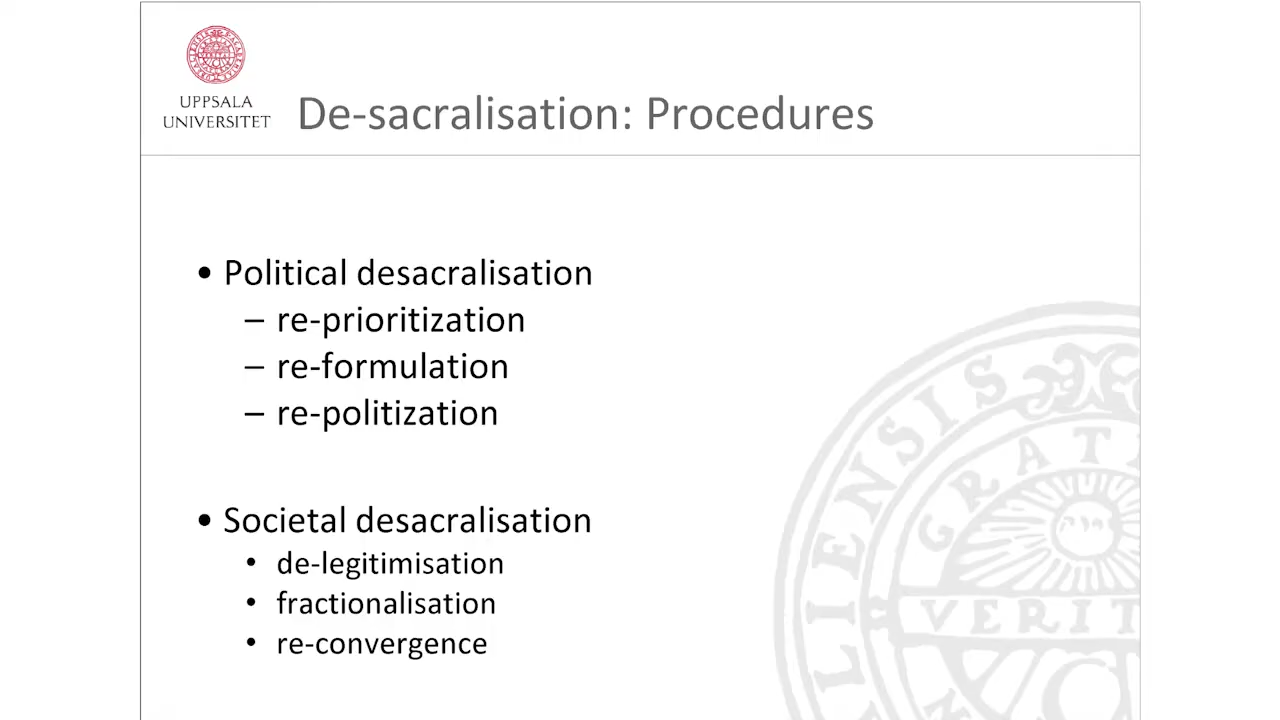 UPPSALA
UNIVERSITET
De-sacralisation: Procedures
• Political desacralisation
– re-prioritization
– re-formulation
– re-politization
• Societal desacralisation
• de-legitimisation
• fractionalisation
• re-convergence